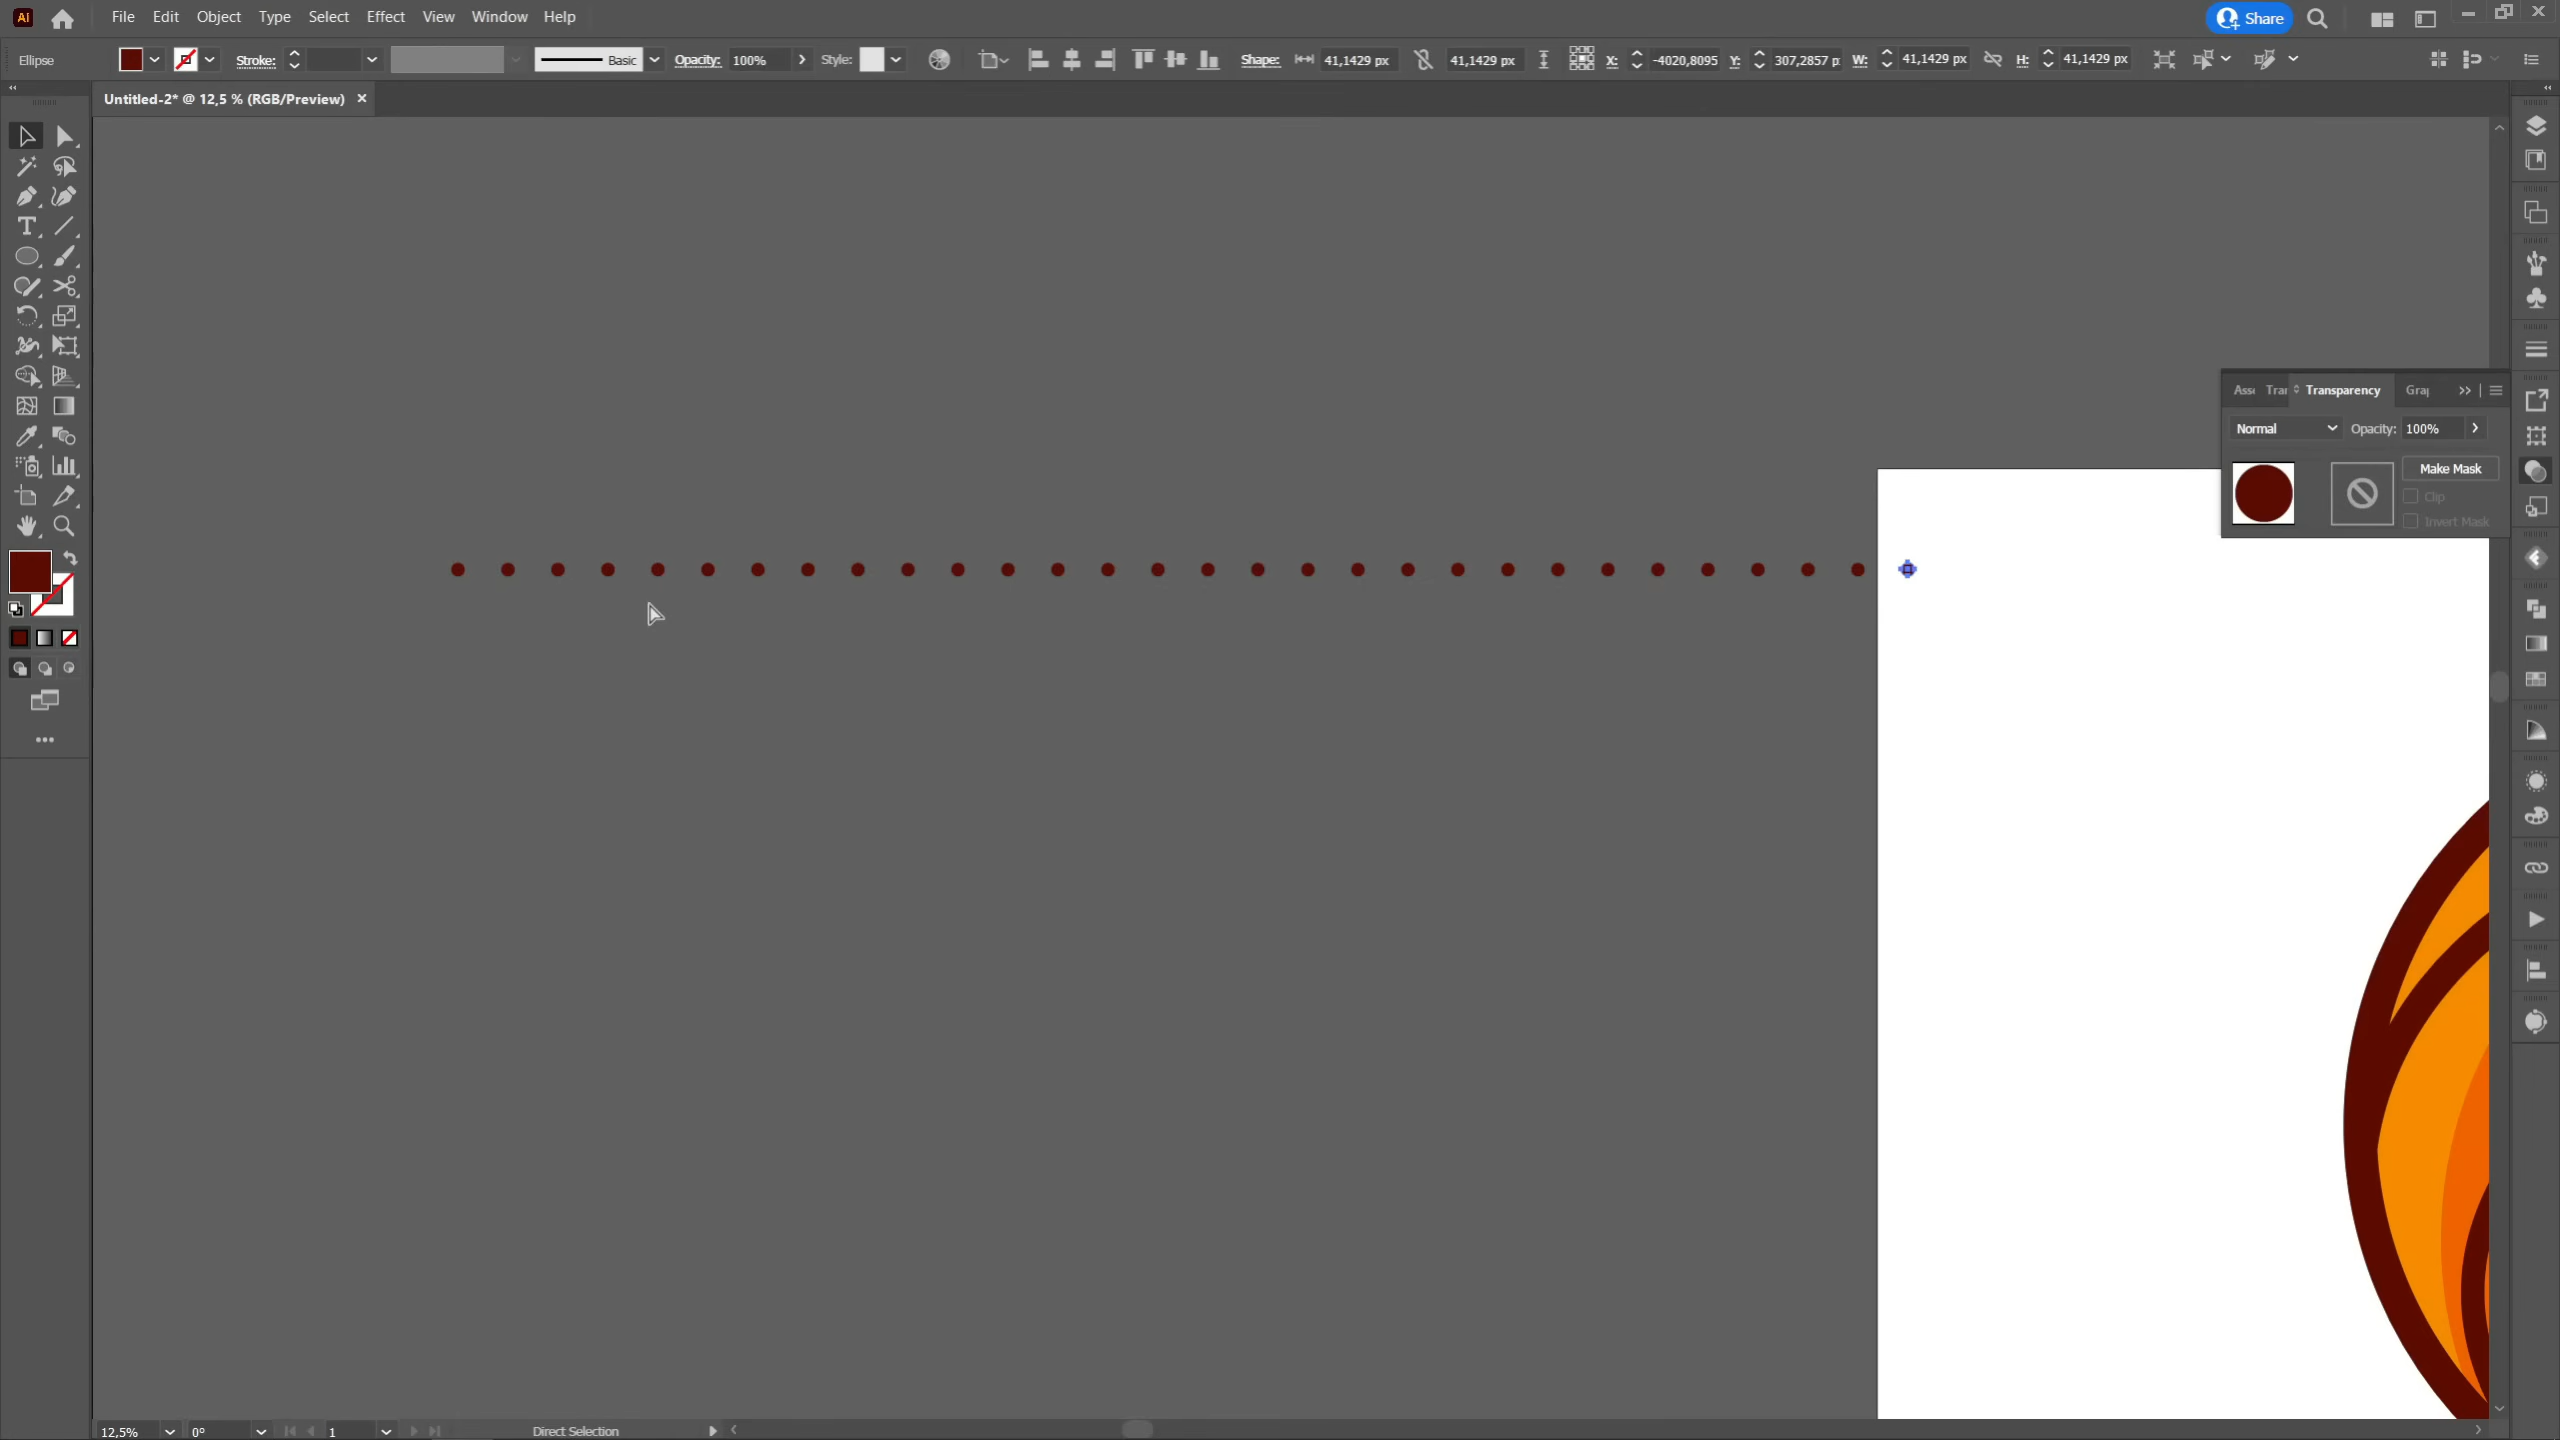 Ai File Edit Object Type Select Effect View Window Help Share
Ellipse Stroke: Basic Opacity: 100% Style: Shape: 41,1429 px 41,1429 px X: -4020,8095 Y: 307,2857 p W: 41,1429 px H: 41,1429 px
Untitled-2* @ 12,5 % (RGB/Preview)
Transparency
Normal Opacity: 100%
Make Mask
Clip
Invert Mask
12,5% 0° 1 Direct Selection